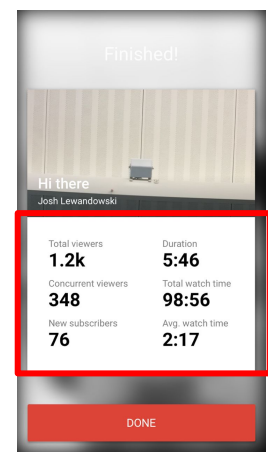 Finished!
Hi there
Josh Lewandowski
Total viewers
1.2k
Duration
5:46
Concurrent viewers
348
Total watch time
98:56
New subscribers
76
Avg. watch time
2:17
DONE